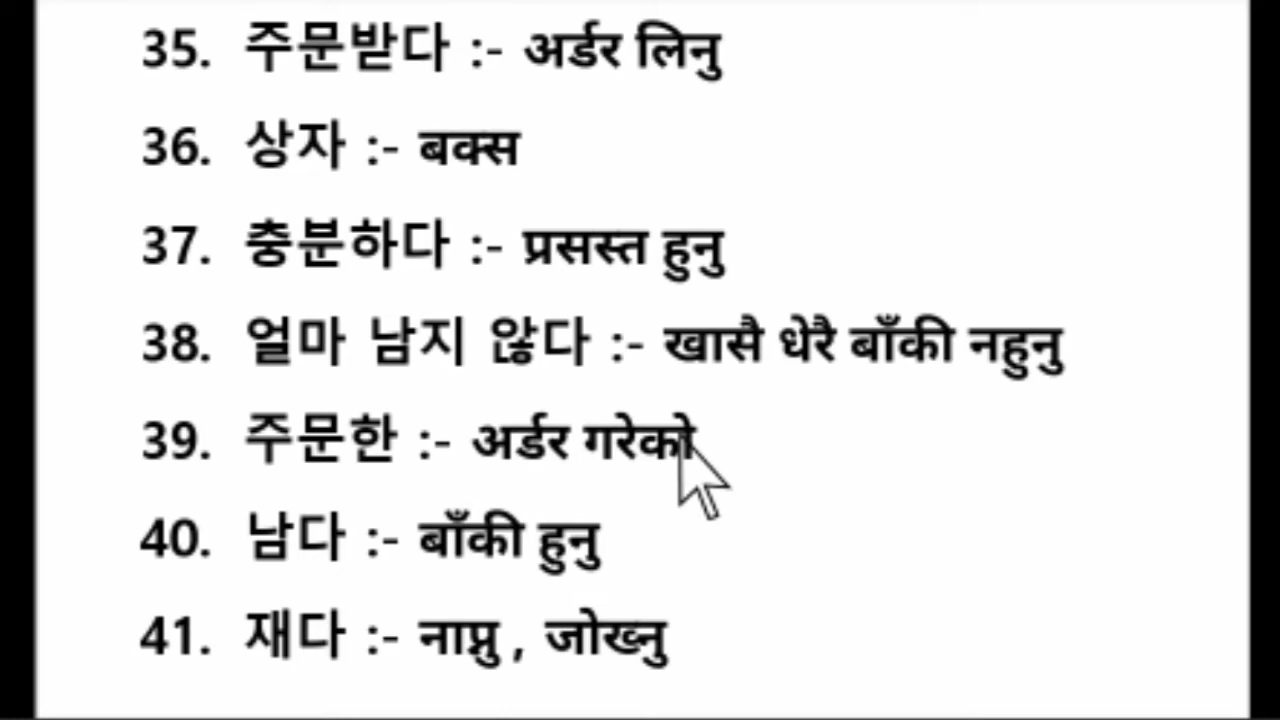 35. 주문받다 :- अर्डर लिनु
36. 상자 :- बक्स
37. 충분하다 :- प्रसस्त हुनु
38. 얼마 남지 않다 :- खासै धेरै बाँकी नहुनु
39. 주문한 :- अर्डर गरेको
40. 남다 :- बाँकी हुनु
41. 재다 :- नाप्नु , जोख्नु